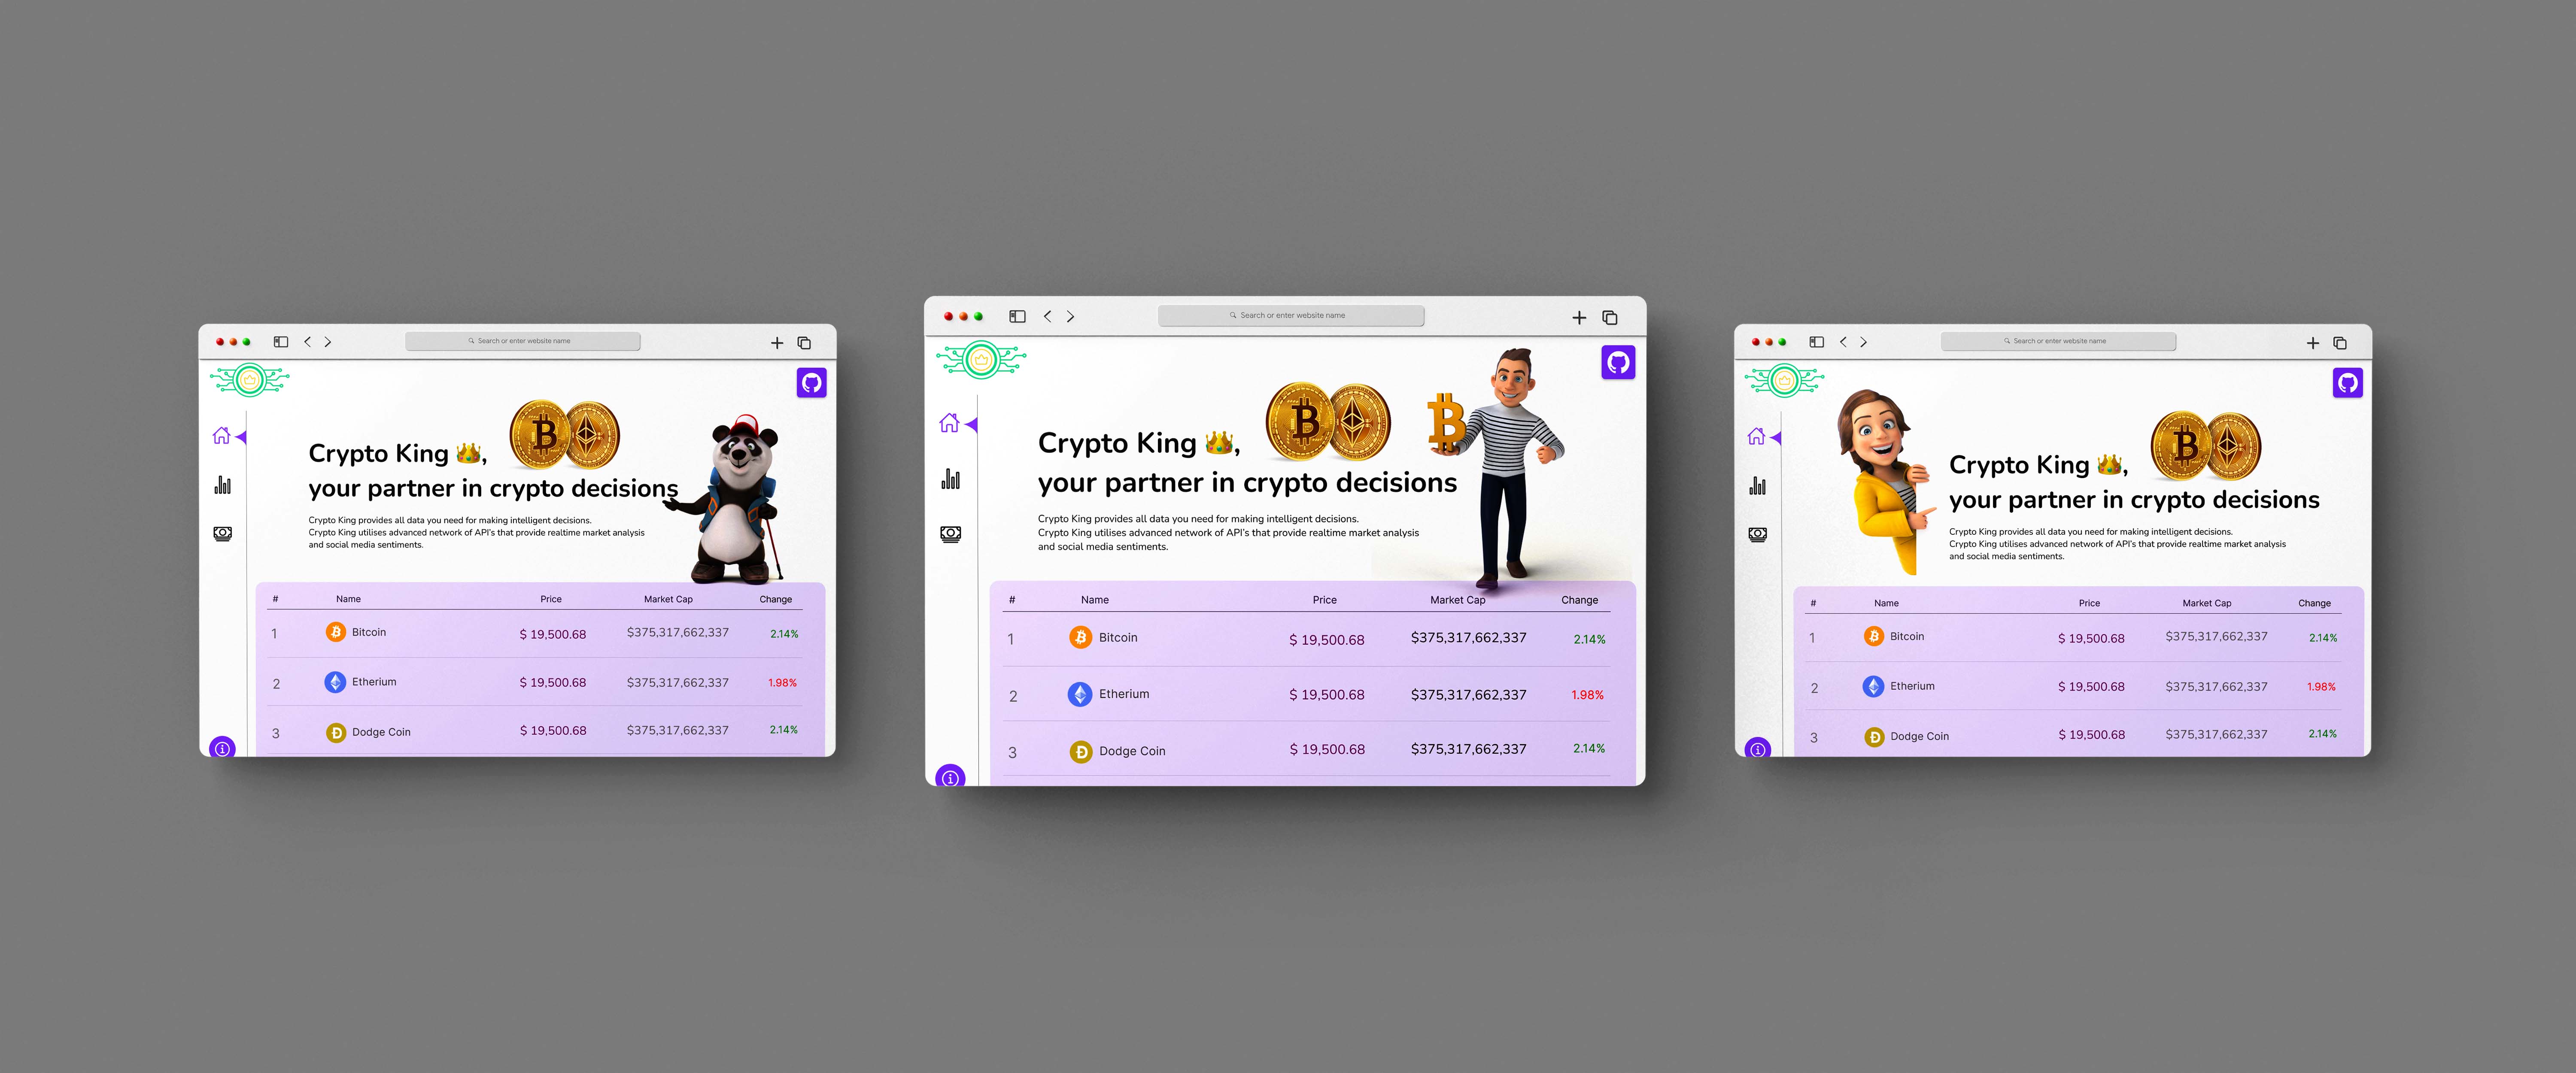 Search or enter website name
Crypto King 👑,
your partner in crypto decisions
Crypto King provides all data you need for making intelligent decisions.
Crypto King utilises advanced network of API's that provide realtime market analysis
and social media sentiments.
# Name Price Market Cap Change
1 Bitcoin $ 19,500.68 $375,317,662,337 2.14%
2 Etherium $ 19,500.68 $375,317,662,337 1.98%
3 Dodge Coin $ 19,500.68 $375,317,662,337 2.14%
Search or enter website name
Crypto King 👑,
your partner in crypto decisions
Crypto King provides all data you need for making intelligent decisions.
Crypto King utilises advanced network of API's that provide realtime market analysis
and social media sentiments.
# Name Price Market Cap Change
1 Bitcoin $ 19,500.68 $375,317,662,337 2.14%
2 Etherium $ 19,500.68 $375,317,662,337 1.98%
3 Dodge Coin $ 19,500.68 $375,317,662,337 2.14%
Search or enter website name
Crypto King 👑,
your partner in crypto decisions
Crypto King provides all data you need for making intelligent decisions.
Crypto King utilises advanced network of API's that provide realtime market analysis
and social media sentiments.
# Name Price Market Cap Change
1 Bitcoin $ 19,500.68 $375,317,662,337 2.14%
2 Etherium $ 19,500.68 $375,317,662,337 1.98%
3 Dodge Coin $ 19,500.68 $375,317,662,337 2.14%